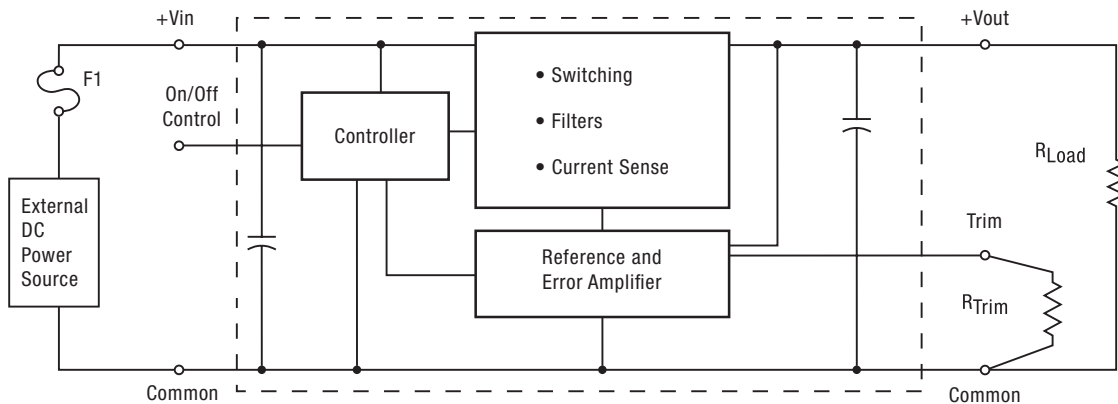 +Vin
+Vout
F1
On/Off
Control
Controller
• Switching
• Filters
• Current Sense
RLoad
External
DC
Power
Source
Reference and
Error Amplifier
Trim
RTrim
Common
Common